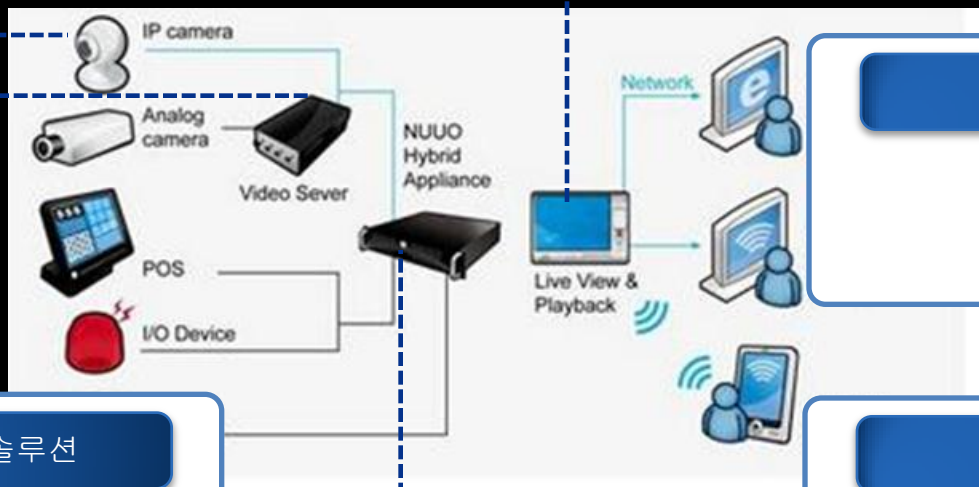 IP camera
Analog
camera
Video Sever
NUUO
Hybrid
Appliance
POS
I/O Device
Live View &
Playback
Network
e
솔루션